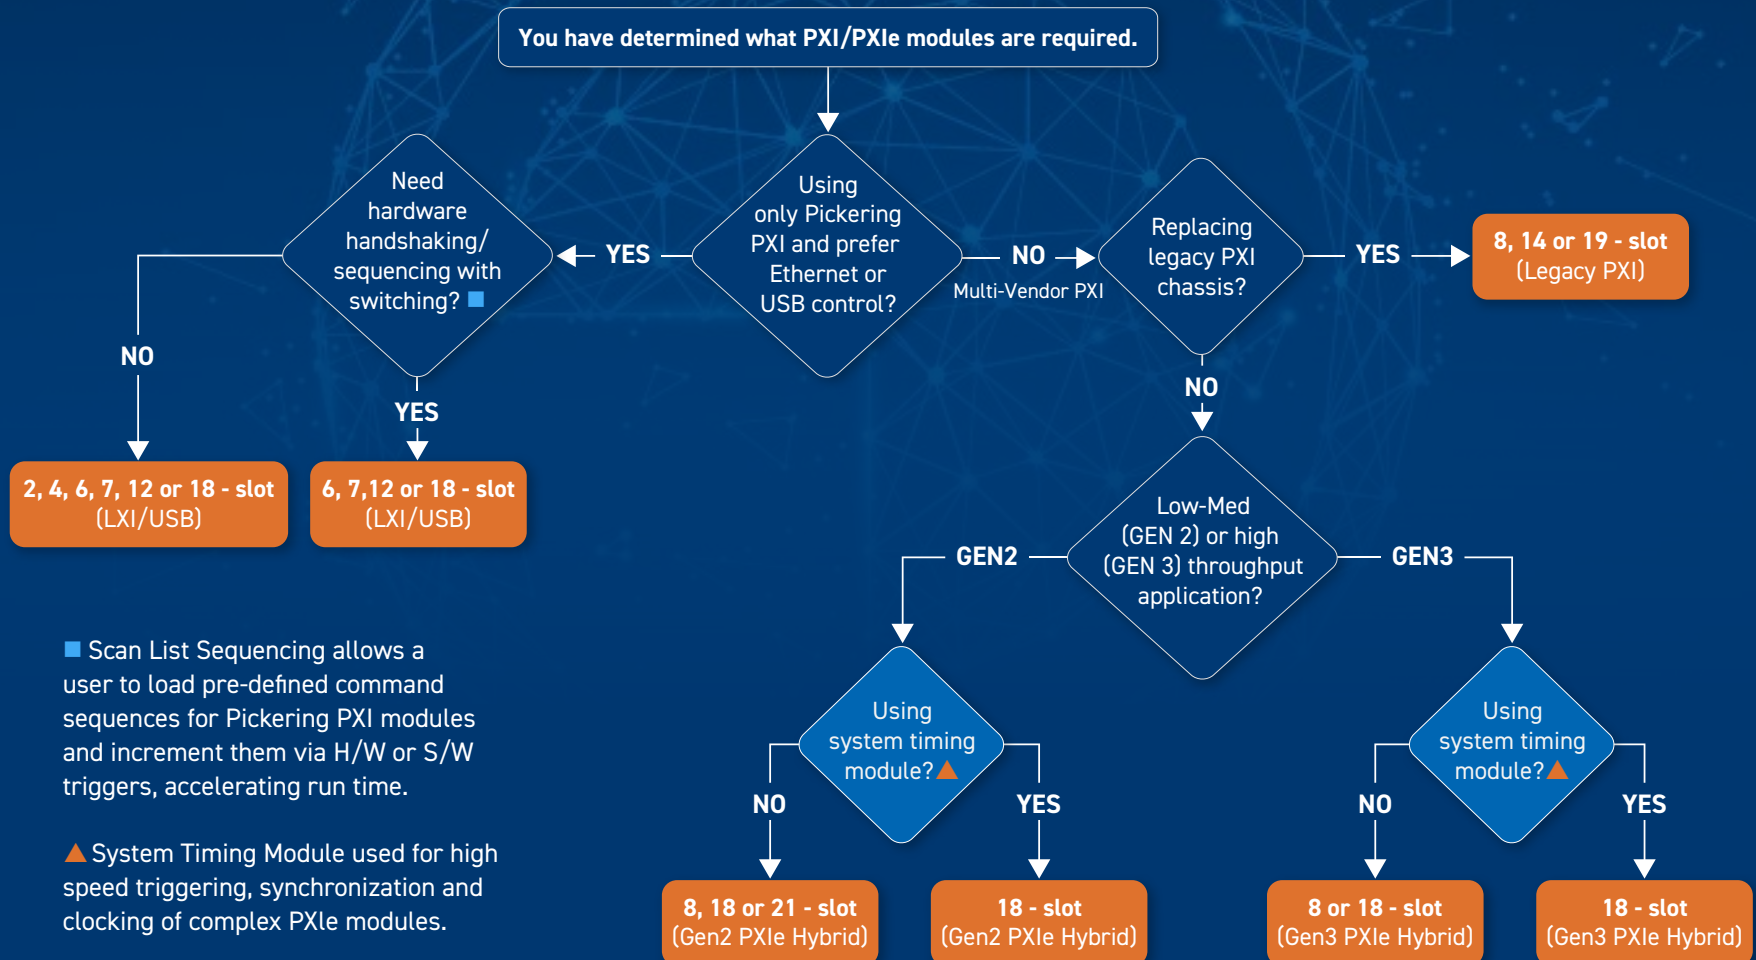 You have determined what PXI/PXIe modules are required.
Need
hardware
handshaking/
sequencing with
switching?
Using
only Pickering
PXI and prefer
Ethernet or
USB control?
Replacing
legacy PXI
chassis?
8, 14 or 19 - slot
(Legacy PXI)
YES
NO
Multi-Vendor PXI
YES
NO
YES
NO
2, 4, 6, 7, 12 or 18 - slot
(LXI/USB)
6, 7,12 or 18 - slot
(LXI/USB)
Low-Med
(GEN 2) or high
(GEN 3) throughput
application?
GEN2
GEN3
■ Scan List Sequencing allows a
user to load pre-defined command
sequences for Pickering PXI modules
and increment them via H/W or S/W
triggers, accelerating run time.
▲ System Timing Module used for high
speed triggering, synchronization and
clocking of complex PXIe modules.
Using
system timing
module?
NO
YES
Using
system timing
module?
NO
YES
8, 18 or 21 - slot
(Gen2 PXIe Hybrid)
18 - slot
(Gen2 PXIe Hybrid)
8 or 18 - slot
(Gen3 PXIe Hybrid)
18 - slot
(Gen3 PXIe Hybrid)